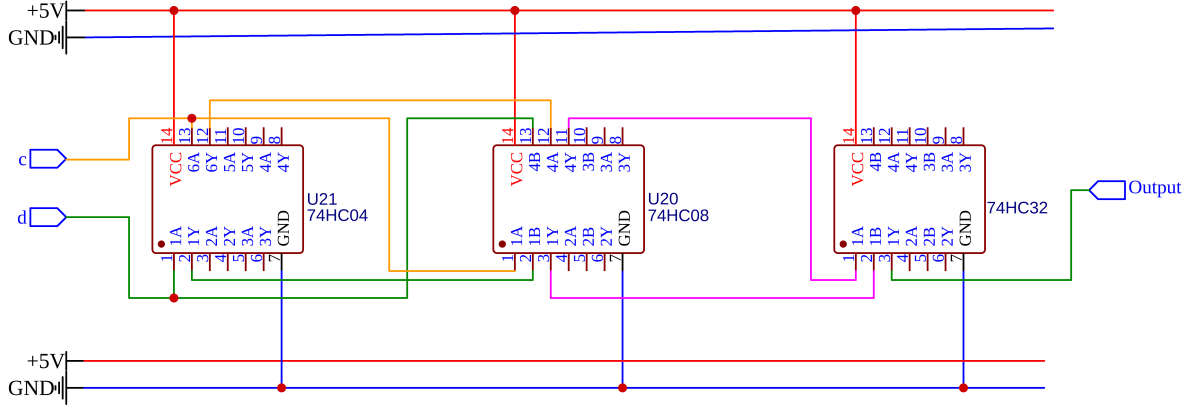 +5V
GND
14 13 12 11 10 9 8
VCC 6A 6Y 5A 5Y 4A 4Y
c
U21
74HC04
d
1A 1Y 2A 2Y 3A 3Y GND
1 2 3 4 5 6 7
14 13 12 11 10 9 8
VCC 4B 4A 4Y 3B 3A 3Y
U20
74HC08
1A 1B 1Y 2A 2B 2Y GND
1 2 3 4 5 6 7
14 13 12 11 10 9 8
VCC 4B 4A 4Y 3B 3A 3Y
Output
74HC32
1A 1B 1Y 2A 2B 2Y GND
1 2 3 4 5 6 7
+5V
GND